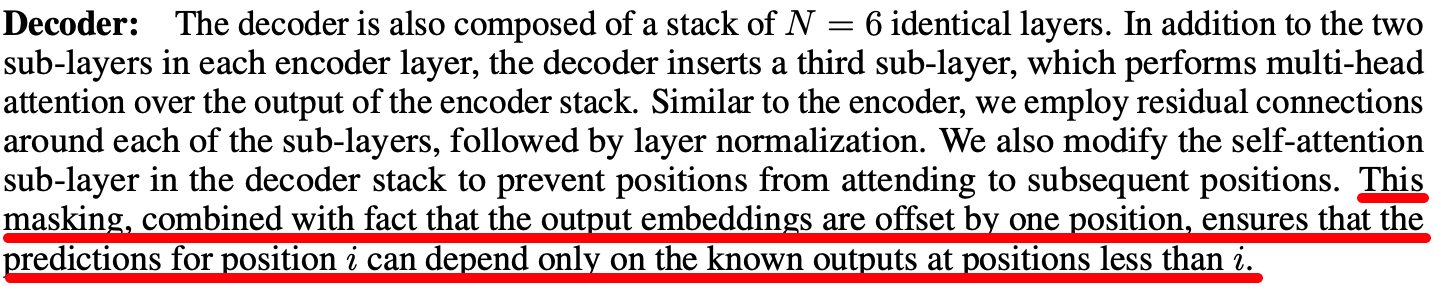 Decoder: The decoder is also composed of a stack of N = 6 identical layers. In addition to the two
sub-layers in each encoder layer, the decoder inserts a third sub-layer, which performs multi-head
attention over the output of the encoder stack. Similar to the encoder, we employ residual connections
around each of the sub-layers, followed by layer normalization. We also modify the self-attention
sub-layer in the decoder stack to prevent positions from attending to subsequent positions. This
masking, combined with fact that the output embeddings are offset by one position, ensures that the
predictions for position i can depend only on the known outputs at positions less than i.